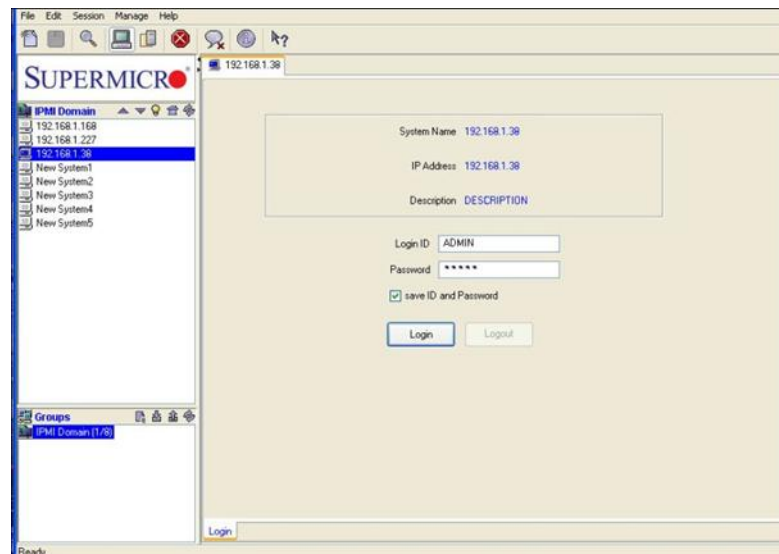 File Edit Session Manage Help
SUPERMICRO
192.168.1.38
IPMI Domain
192.168.1.168
192.168.1.227
192.168.1.38
New System1
New System2
New System3
New System4
New System5
System Name 192.168.1.38
IP Address 192.168.1.38
Description DESCRIPTION
Login ID ADMIN
Password *****
save ID and Password
Login Logout
Groups
IPMI Domain (1/8)
Login
Ready